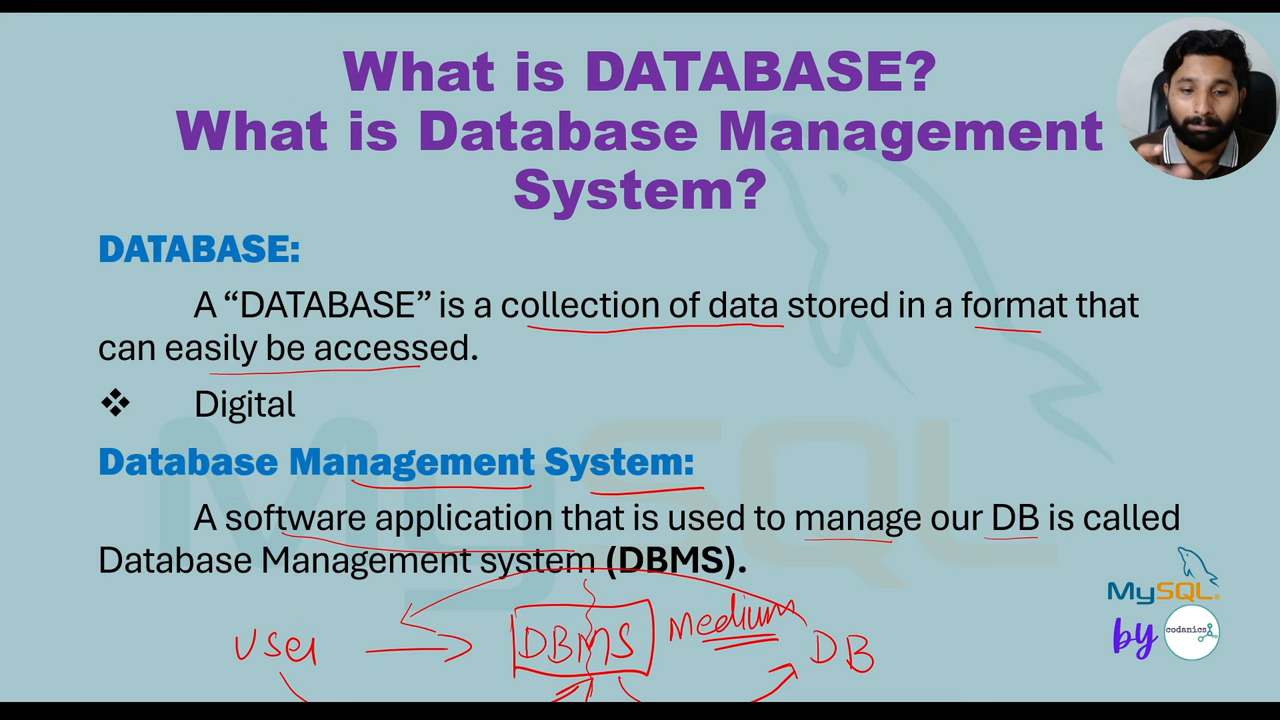 What is DATABASE?
What is Database Management
System?
DATABASE:
A “DATABASE” is a collection of data stored in a format that
can easily be accessed.
❖ Digital
Database Management System:
A software application that is used to manage our DB is called
Database Management system (DBMS).
User DBMS Medium DB
MySQL
by codanics
MySQL